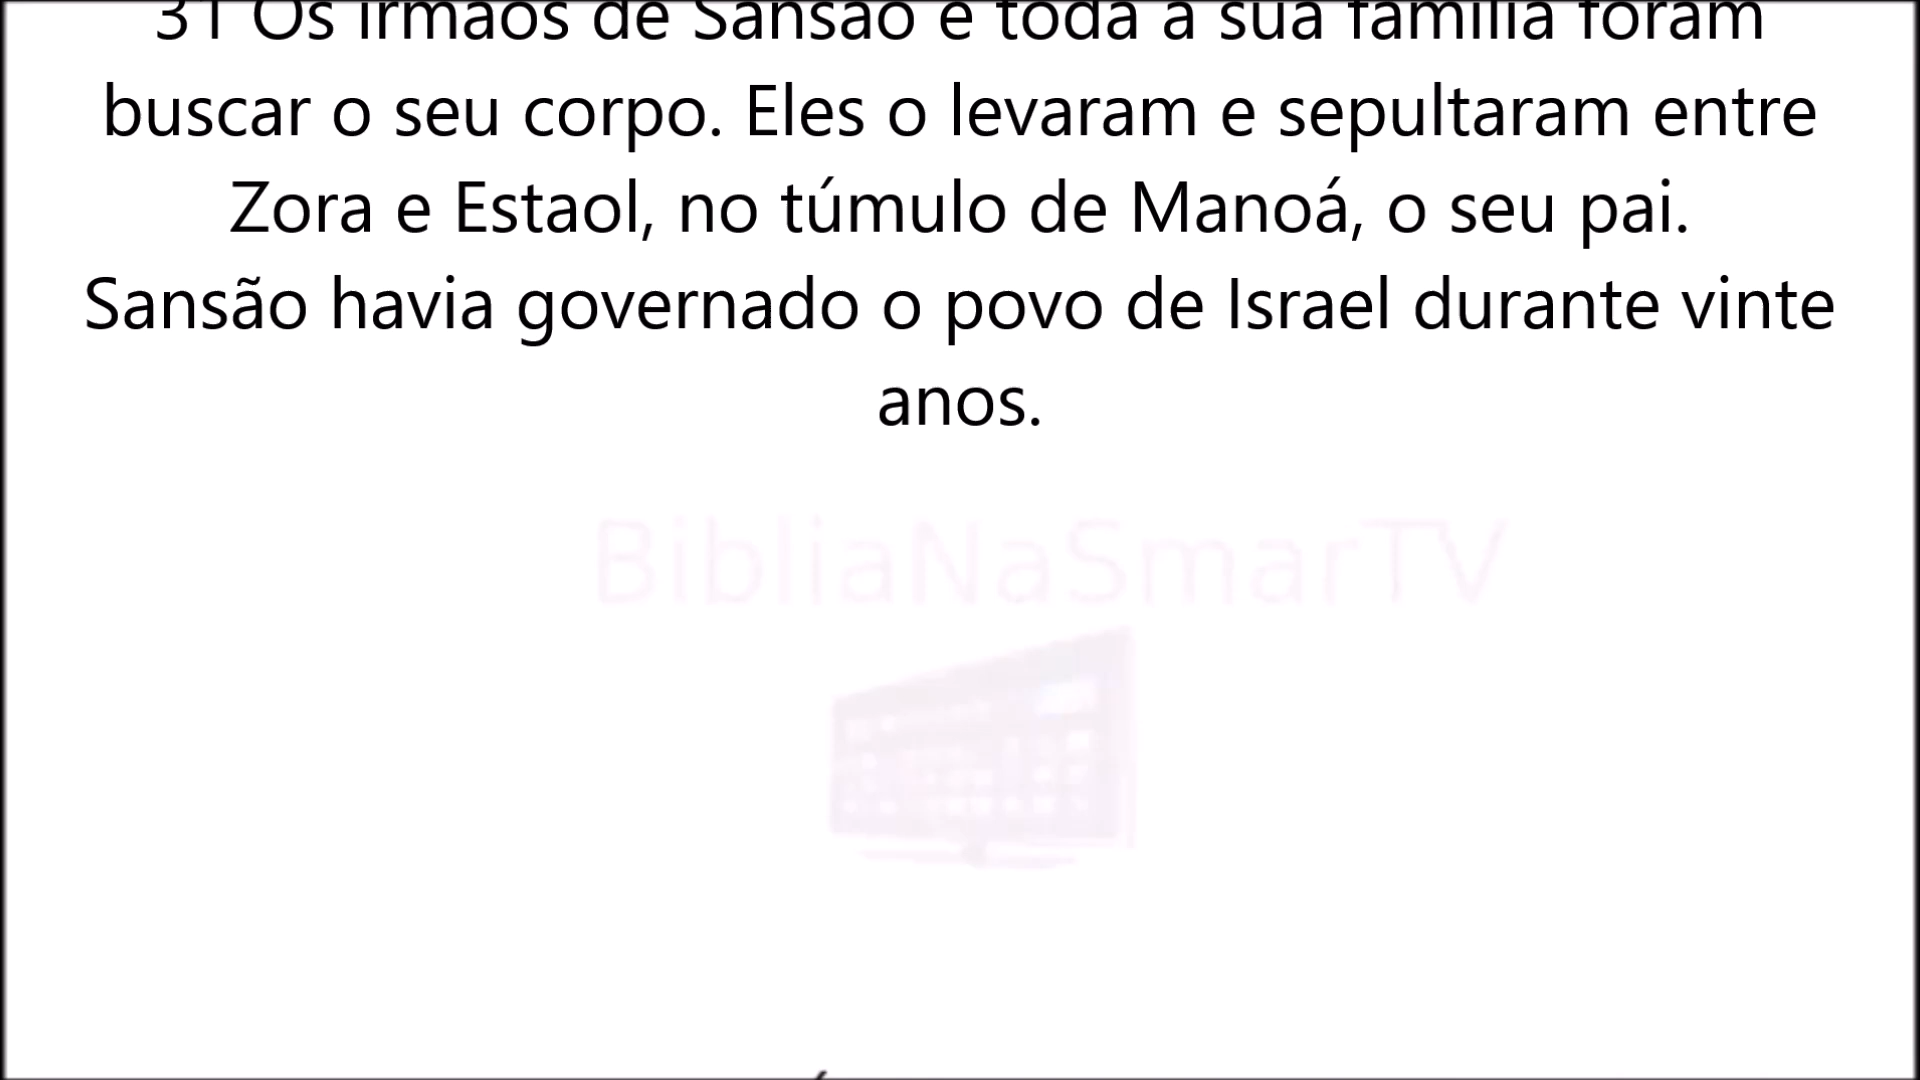 31 Os irmãos de Sansão e toda a sua família foram
buscar o seu corpo. Eles o levaram e sepultaram entre
Zora e Estaol, no túmulo de Manoá, o seu pai.
Sansão havia governado o povo de Israel durante vinte
anos.
BibliaNaSmarTV